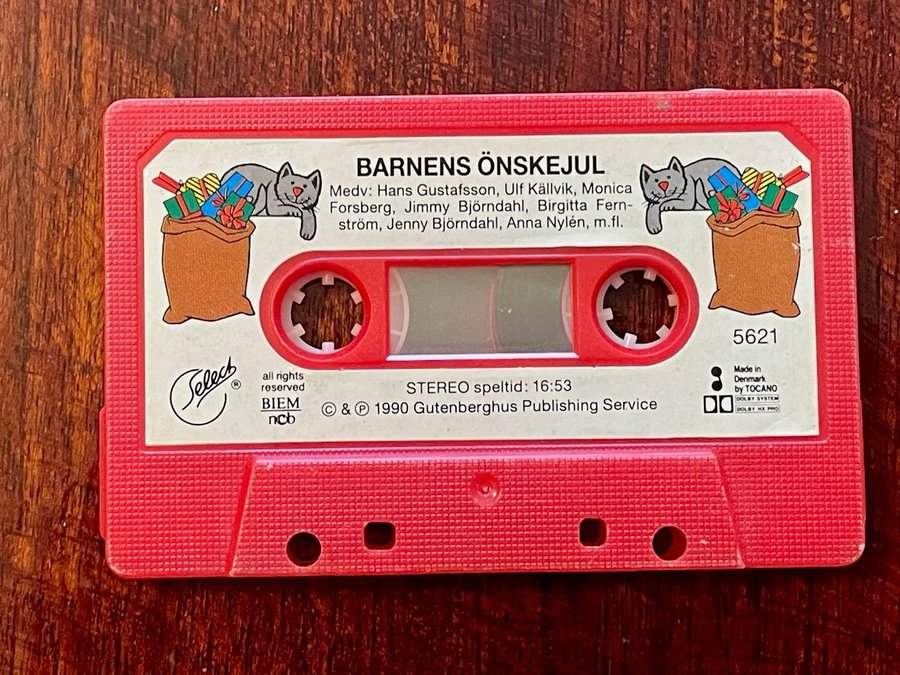 BARNENS ÖNSKEJUL
Medv: Hans Gustafsson, Ulf Källvik, Monica
Forsberg, Jimmy Björndahl, Birgitta Fern-
ström, Jenny Björndahl, Anna Nylén, m.fl.
5621
Select ®
all rights
reserved
BIEM
ncb
STEREO speltid: 16:53
© & ℗ 1990 Gutenberghus Publishing Service
Made in
Denmark
by TOCANO
DOLBY SYSTEM
DOLBY HX PRO